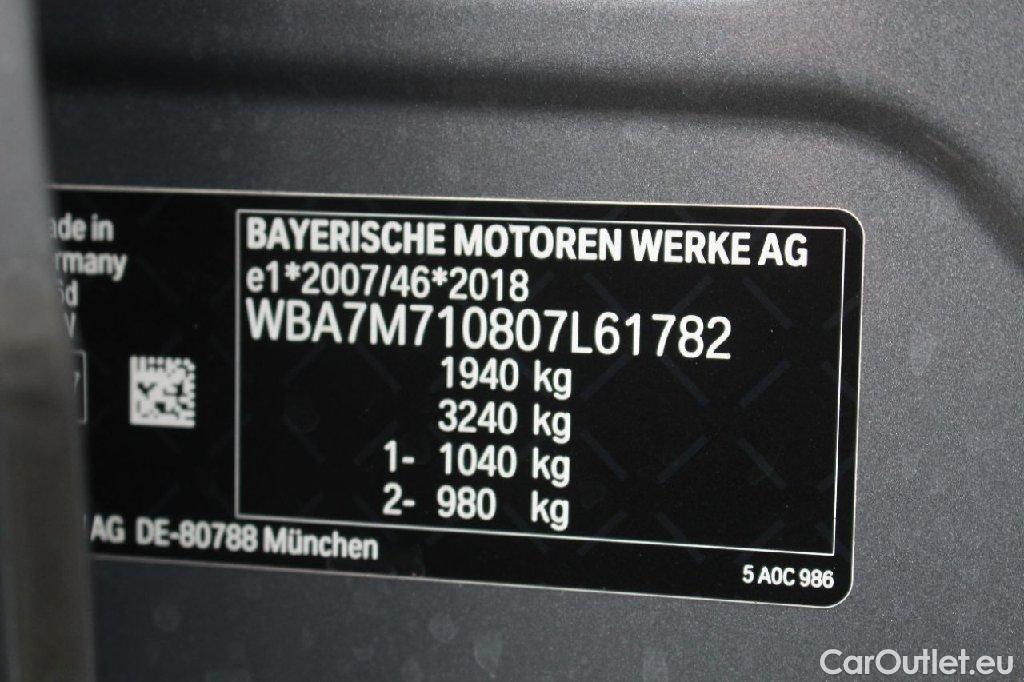 in
BAYERISCHE MOTOREN WERKE AG
e1*2007/46*2018
WBA7M710807L61782
1940 kg
3240 kg
1- 1040 kg
2- 980 kg
AG DE-80788 München
5 A0C 986
CarOutlet.eu